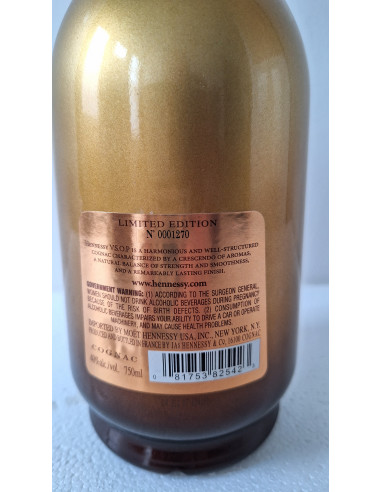 LIMITED EDITION
N° 0001270
HENNESSY V.S.O.P IS A HARMONIOUS AND WELL-STRUCTURED
COGNAC CHARACTERIZED BY A CRESCENDO OF AROMAS,
A NATURAL BALANCE OF STRENGTH AND SMOOTHNESS,
AND A REMARKABLY LASTING FINISH.
www.hennessy.com
GOVERNMENT WARNING: (1) ACCORDING TO THE SURGEON GENERAL,
WOMEN SHOULD NOT DRINK ALCOHOLIC BEVERAGES DURING PREGNANCY
BECAUSE OF THE RISK OF BIRTH DEFECTS. (2) CONSUMPTION OF
ALCOHOLIC BEVERAGES IMPAIRS YOUR ABILITY TO DRIVE A CAR OR OPERATE
MACHINERY, AND MAY CAUSE HEALTH PROBLEMS.
IMPORTED BY MOËT HENNESSY USA, INC., NEW YORK, N.Y.
PRODUCED AND BOTTLED IN FRANCE BY JAS HENNESSY & Co, 16100 COGNAC
COGNAC
40% alc./vol. 750ml
0 81753 82542